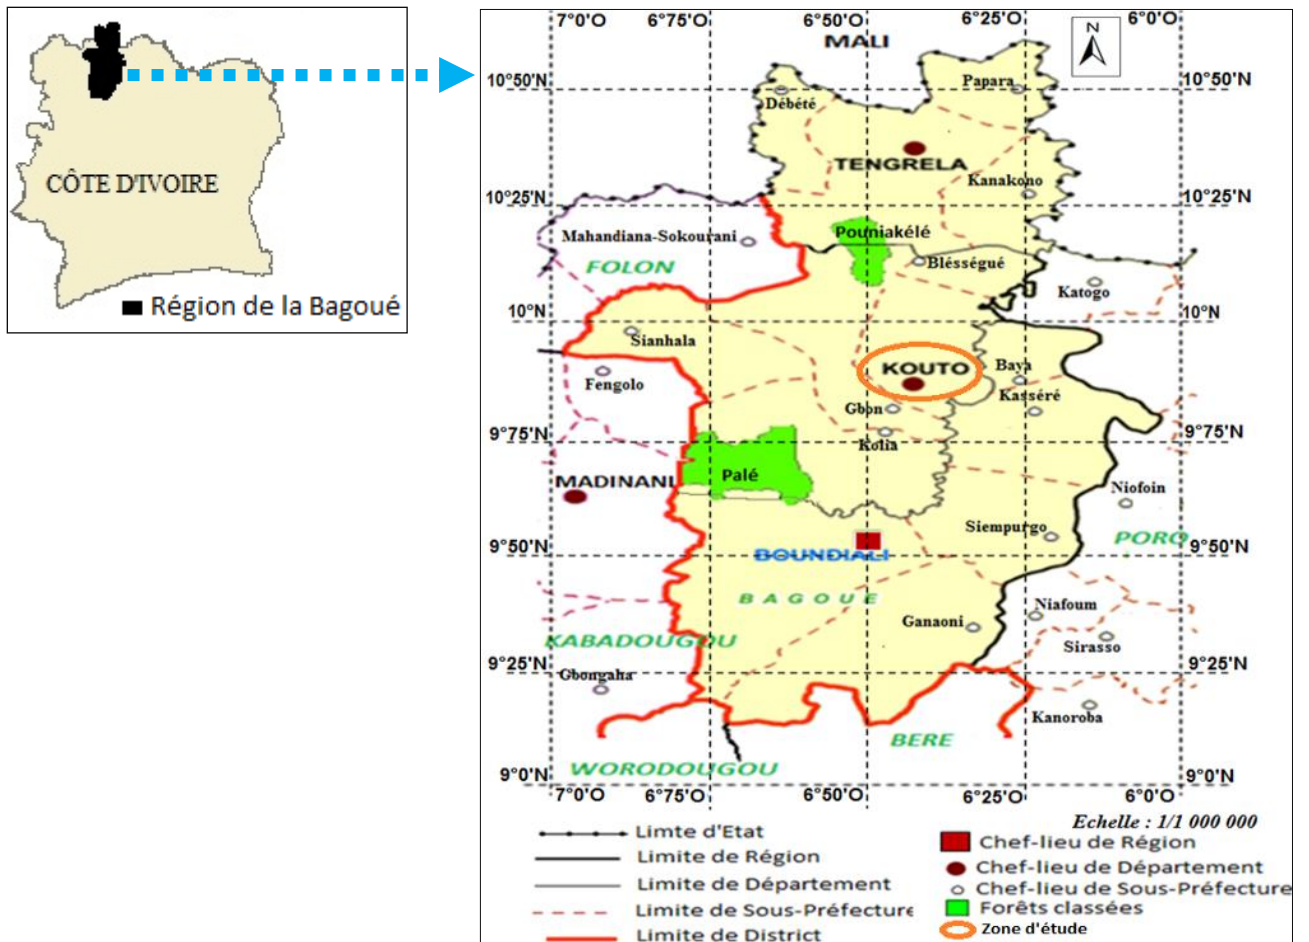 CÔTE D'IVOIRE
Région de la Bagoué
7°0'O 6°75'O 6°50'O 6°25'O 6°0'O
N
MALI
10°50'N 10°50'N
Papara
Débété
TENGRELA
Kanakono
10°25'N 10°25'N
Pouniakélé
Mahandiana-Sokourani
Blésségué
FOLON
Katogo
10°N 10°N
Sianhala
KOUTO
Baya
Fengolo
Kasséré
Gbon
9°75'N 9°75'N
Kolia
Palé
MADINANI
Niofoin
Siempurgo
PORO
9°50'N 9°50'N
BOUNDIALI
BAGOUE
Niafoum
Ganaoni
KABADOUGOU
Sirasso
9°25'N 9°25'N
Gbongaha
Kanoroba
BERE
WORODOUGOU
9°0'N 9°0'N
7°0'O 6°75'O 6°50'O 6°25'O 6°0'O
Echelle : 1/1 000 000
Limte d'Etat
Limite de Région
Limite de Département
Limite de Sous-Préfecture
Limite de District
Chef-lieu de Région
Chef-lieu de Département
Chef-lieu de Sous-Préfecture
Forêts classées
Zone d'étude